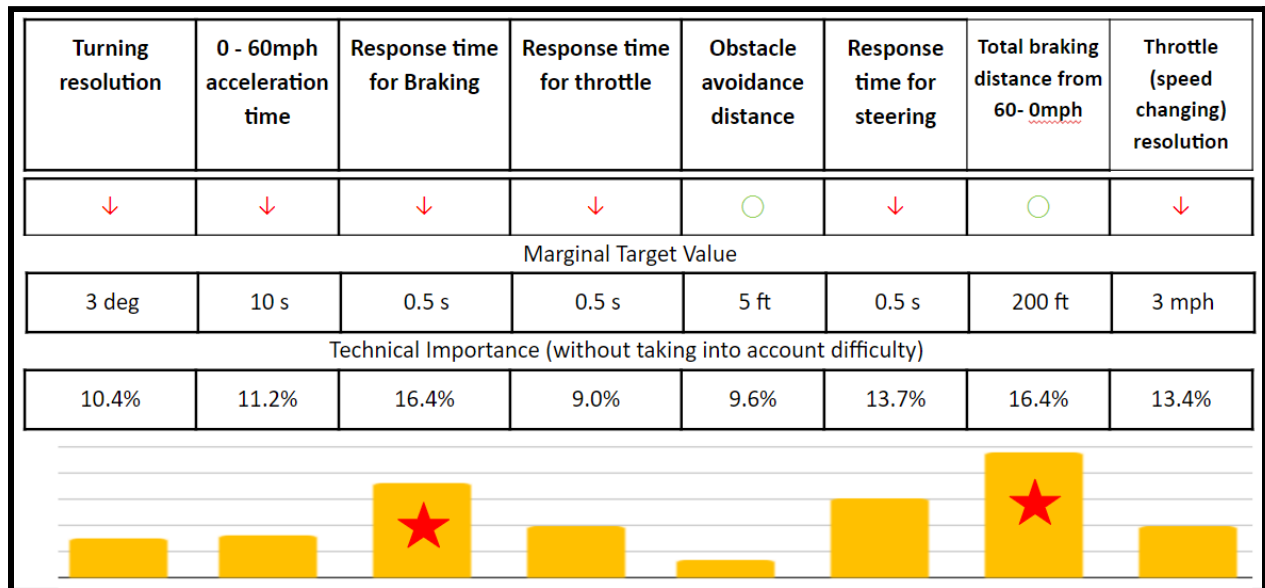 Turning
resolution
0 - 60mph
acceleration
time
Response time
for Braking
Response time
for throttle
Obstacle
avoidance
distance
Response
time for
steering
Total braking
distance from
60- 0mph
Throttle
(speed
changing)
resolution
↓ ↓ ↓ ↓ ○ ↓ ○ ↓
Marginal Target Value
3 deg 10 s 0.5 s 0.5 s 5 ft 0.5 s 200 ft 3 mph
Technical Importance (without taking into account difficulty)
10.4% 11.2% 16.4% 9.0% 9.6% 13.7% 16.4% 13.4%